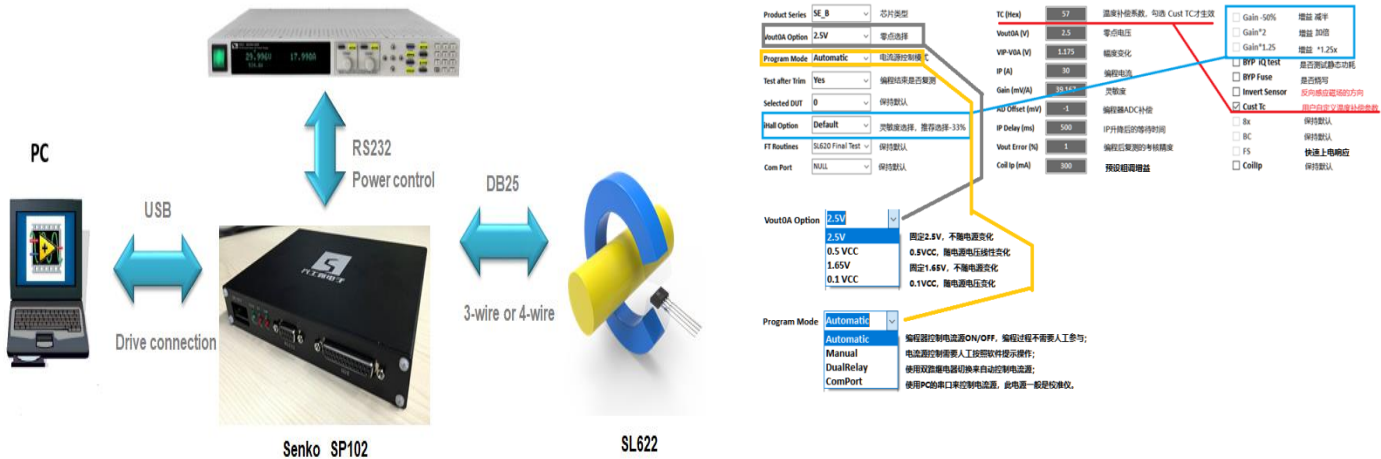 29.996V 17.990A
PC
RS232
Power control
USB
Drive connection
DB25
3-wire or 4-wire
Senko SP102
SL622
Product Series SE_B 芯片类型
Vout0A Option 2.5V 零点选择
Program Mode Automatic 电流源控制模式
Test after Trim Yes 编程结束是否复测
Selected DUT 0 保持默认
iHall Option Default 灵敏度选择，推荐选择-33%
FT Routines SL620 Final Test 保持默认
Com Port NULL 保持默认
TC (Hex) 57 温度补偿系数，勾选 Cust TC才生效
Vout0A (V) 2.5 零点电压
VIP-V0A (V) 1.175 幅度变化
IP (A) 30 编程电流
Gain (mV/A) 39.167 灵敏度
AD Offset (mV) -1 编程器ADC补偿
IP Delay (ms) 500 IP升降后的等待时间
Vout Error (%) 1 编程后复测的考核精度
Coil Ip (mA) 300 预设粗调增益
Gain -50% 增益 减半
Gain*2 增益 加倍
Gain*1.25 增益 *1.25x
BYP iQ test 是否测试静态功耗
BYP Fuse 是否烧写
Invert Sensor 反向感应磁场的方向
Cust Tc 用户自定义温度补偿参数
8x 保持默认
BC 保持默认
FS 快速上电响应
CoilIp 保持默认
Vout0A Option 2.5V
2.5V 固定2.5V，不随电源变化
0.5 VCC 0.5VCC，随电源电压线性变化
1.65V 固定1.65V，不随电源变化
0.1 VCC 0.1VCC，随电源电压变化
Program Mode Automatic
Automatic 编程器控制电流源ON/OFF，编程过程不需要人工参与；
Manual 电流源控制需要人工按照软件提示操作；
DualRelay 使用双路继电器切换来自动控制电流源；
ComPort 使用PC的串口来控制电流源，此电源一般是校准仪。